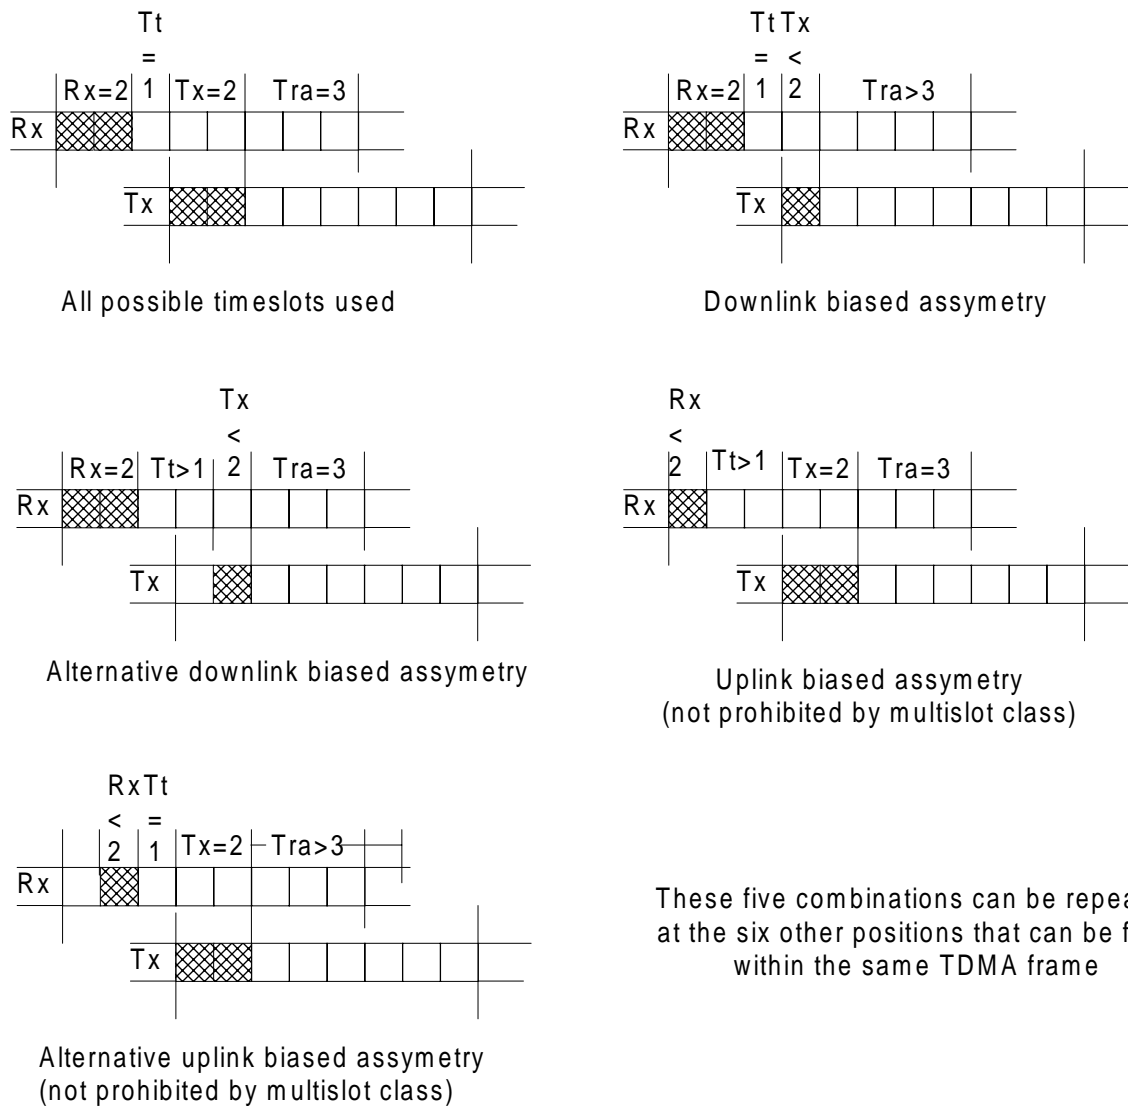 Tt
=
1
Rx=2
Tx=2
Tra=3
Rx
Tx
All possible timeslots used
Tt Tx
= <
1 2
Rx=2
Tra>3
Rx
Tx
Downlink biased assymetry
Tx
<
2
Rx=2
Tt>1
Tra=3
Rx
Tx
Alternative downlink biased assymetry
Rx
<
2
Tt>1
Tx=2
Tra=3
Rx
Tx
Uplink biased assymetry
(not prohibited by multislot class)
RxTt
< =
2 1
Tx=2
Tra>3
Rx
Tx
Alternative uplink biased assymetry
(not prohibited by multislot class)
These five combinations can be
at the six other positions that can be
within the same TDMA frame